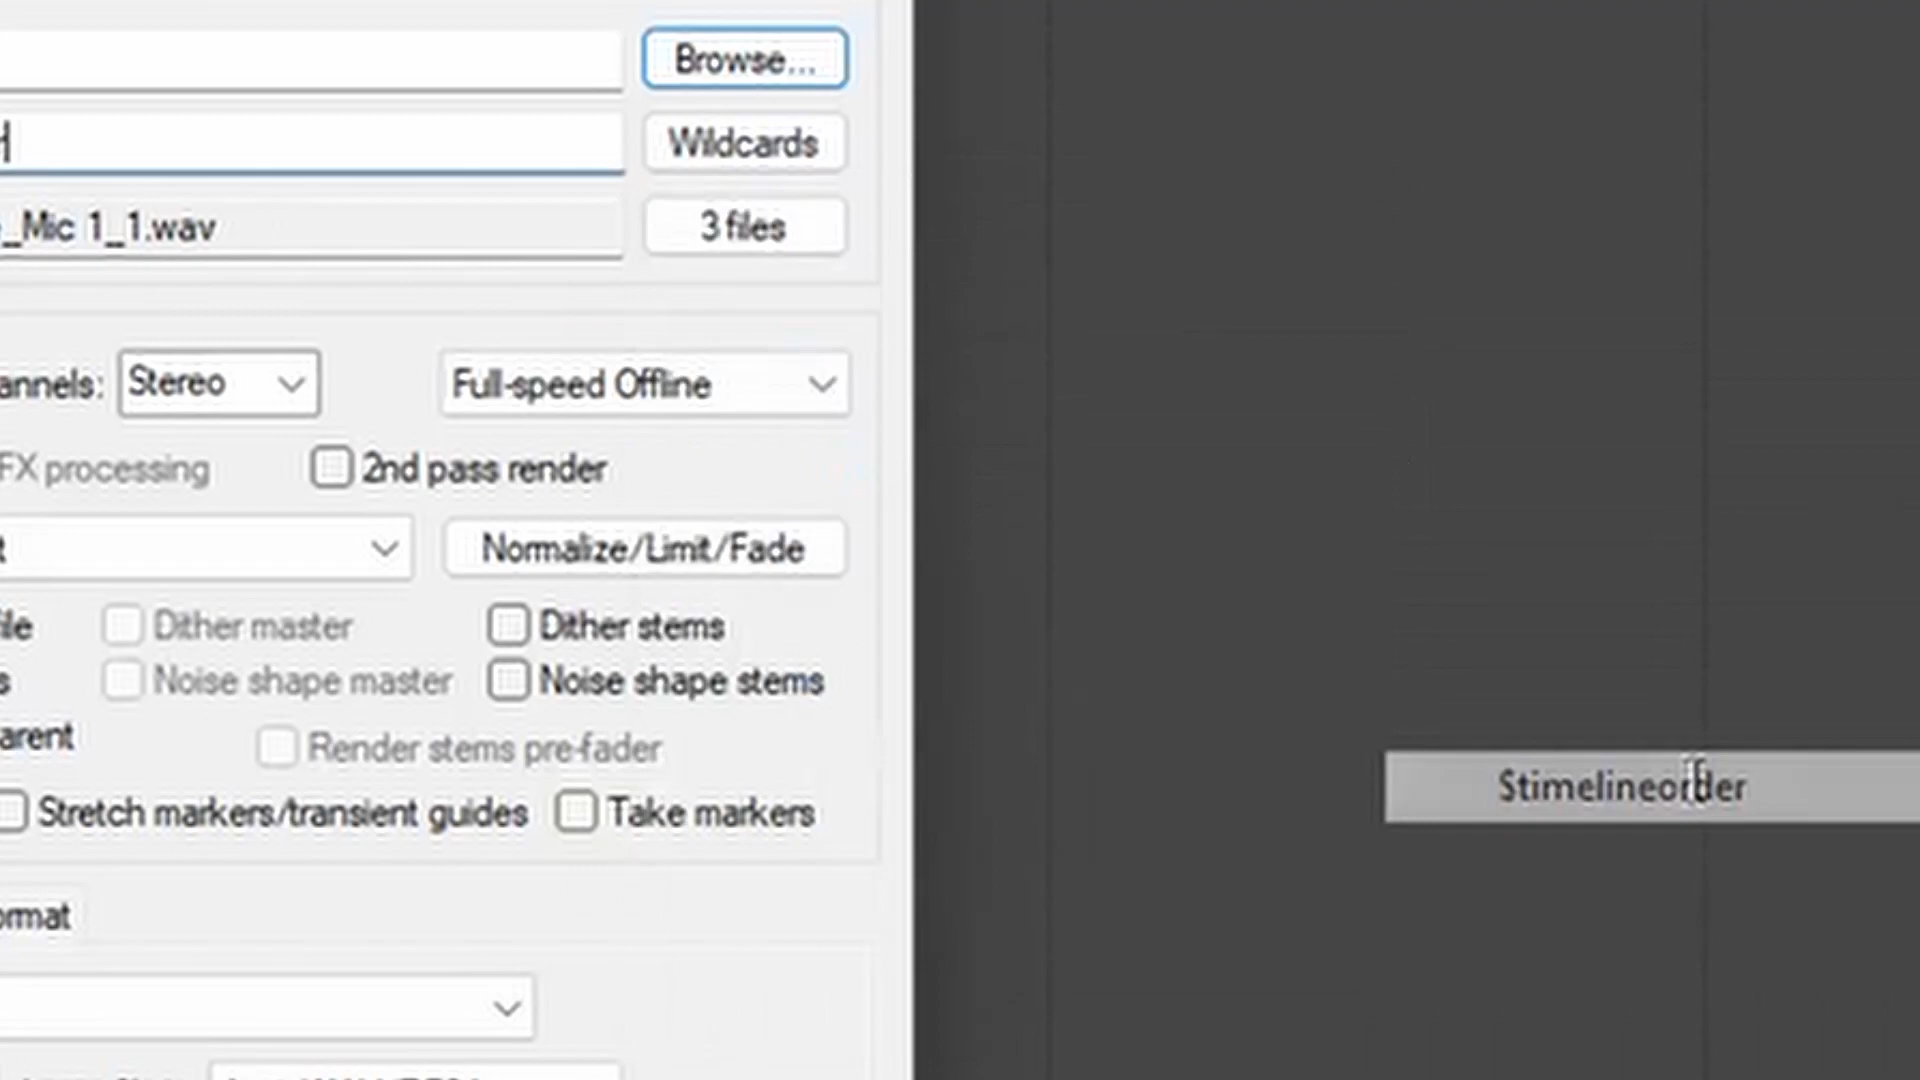 Browse...
Wildcards
_Mic 1_1.wav
3 files
annels:
Stereo
Full-speed Offline
FX processing
2nd pass render
t
Normalize/Limit/Fade
ile
Dither master
Dither stems
s
Noise shape master
Noise shape stems
arent
Render stems pre-fader
Stretch markers/transient guides
Take markers
$timelineorder
ormat